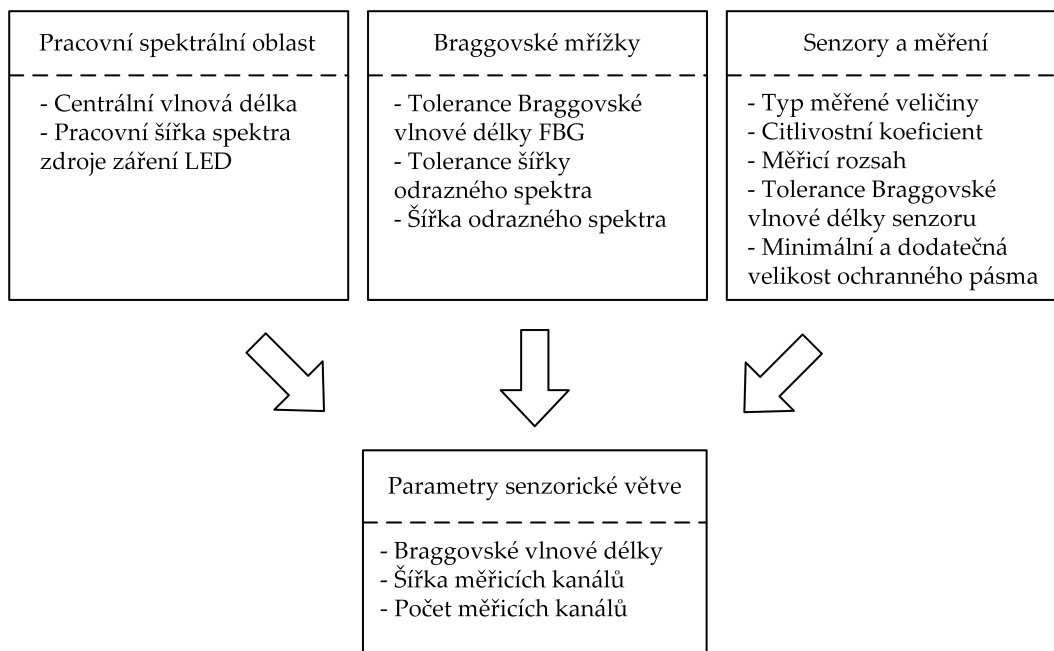 Pracovní spektrální oblast
- Centrální vlnová délka
- Pracovní šířka spektra
zdroje záření LED
Braggovské mřížky
- Tolerance Braggovské
vlnové délky FBG
- Tolerance šířky
odrazného spektra
- Šířka odrazného spektra
Senzory a měření
- Typ měřené veličiny
- Citlivostní koeficient
- Měřicí rozsah
- Tolerance Braggovské
vlnové délky senzoru
- Minimální a dodatečná
velikost ochranného pásma
Parametry senzorické větve
- Braggovské vlnové délky
- Šířka měřicích kanálů
- Počet měřicích kanálů